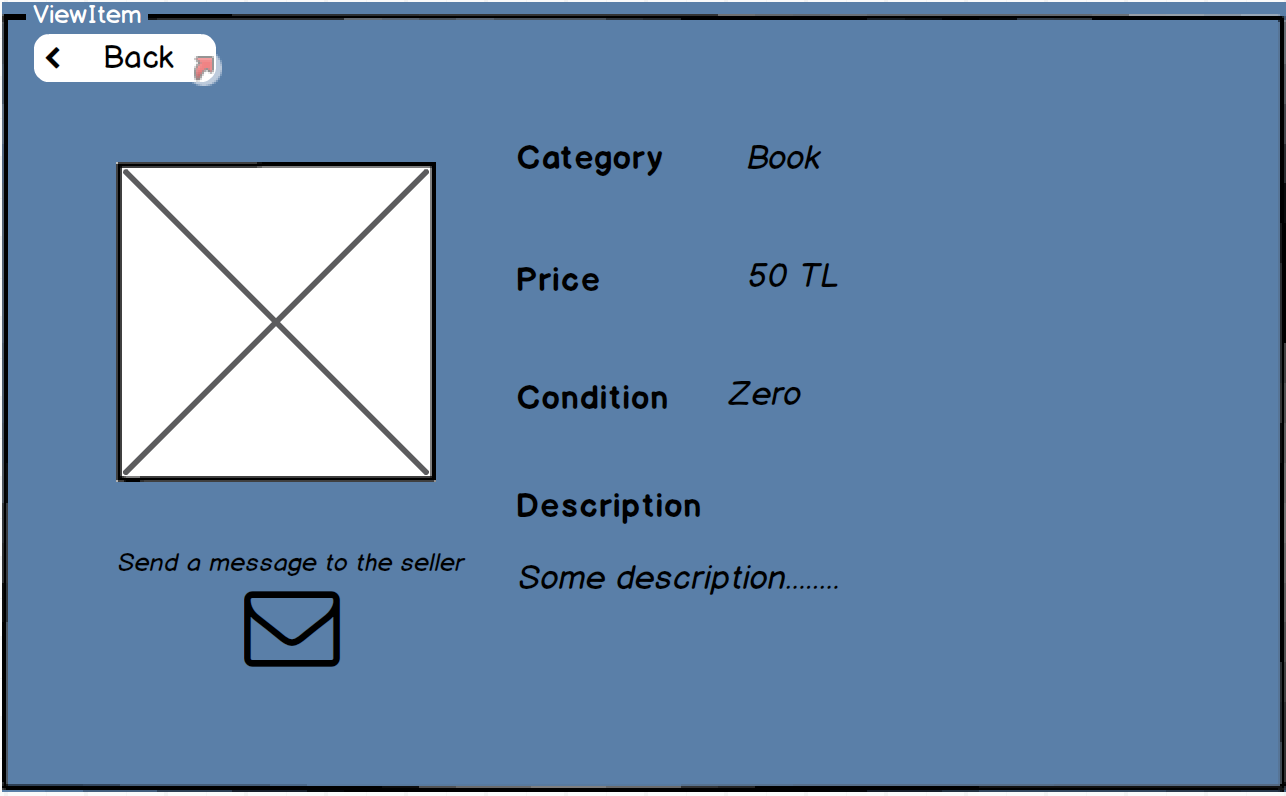 ViewItem
Back
Category Book
Price 50 TL
Condition Zero
Description
Some description........
Send a message to the seller